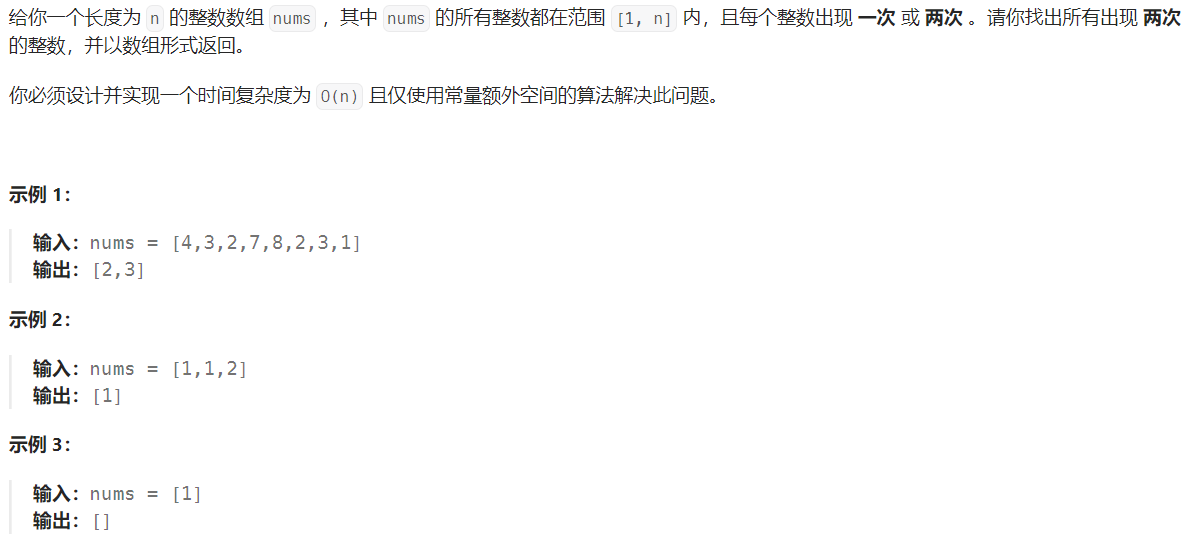 给你一个长度为 n 的整数数组 nums ，其中 nums 的所有整数都在范围 [1, n] 内，且每个整数出现 一次 或 两次 。请你找出所有出现 两次
的整数，并以数组形式返回。
你必须设计并实现一个时间复杂度为 O(n) 且仅使用常量额外空间的算法解决此问题。
示例 1：
输入：nums = [4,3,2,7,8,2,3,1]
输出：[2,3]
示例 2：
输入：nums = [1,1,2]
输出：[1]
示例 3：
输入：nums = [1]
输出：[]